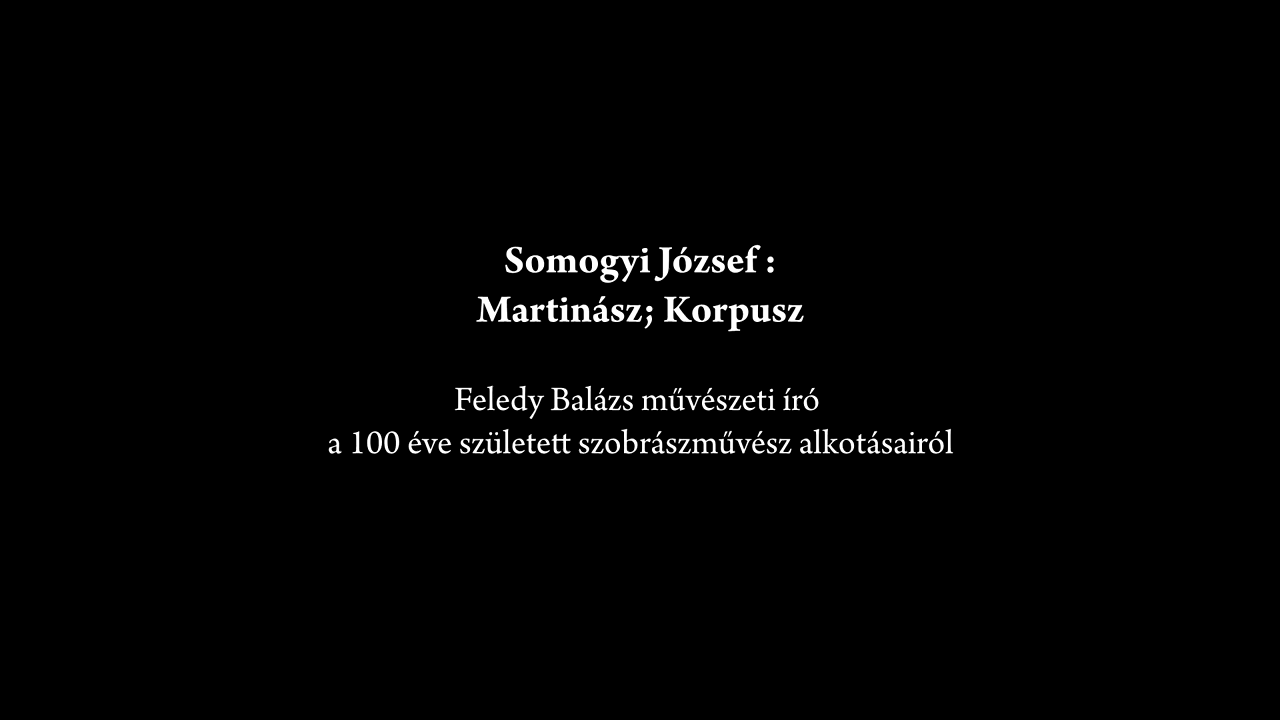 Somogyi József :
Martinász; Korpusz
Feledy Balázs művészeti író
a 100 éve született szobrászművész alkotásairól